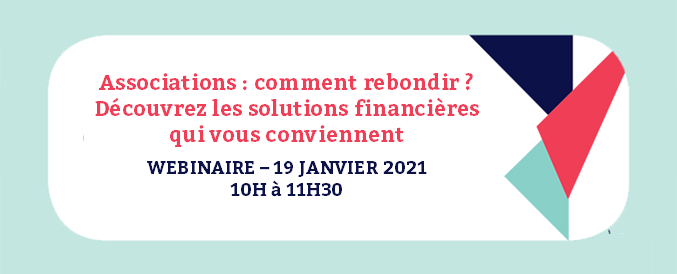 Associations : comment rebondir ?
Découvrez les solutions financières
qui vous conviennent
WEBINAIRE – 19 JANVIER 2021
10H à 11H30